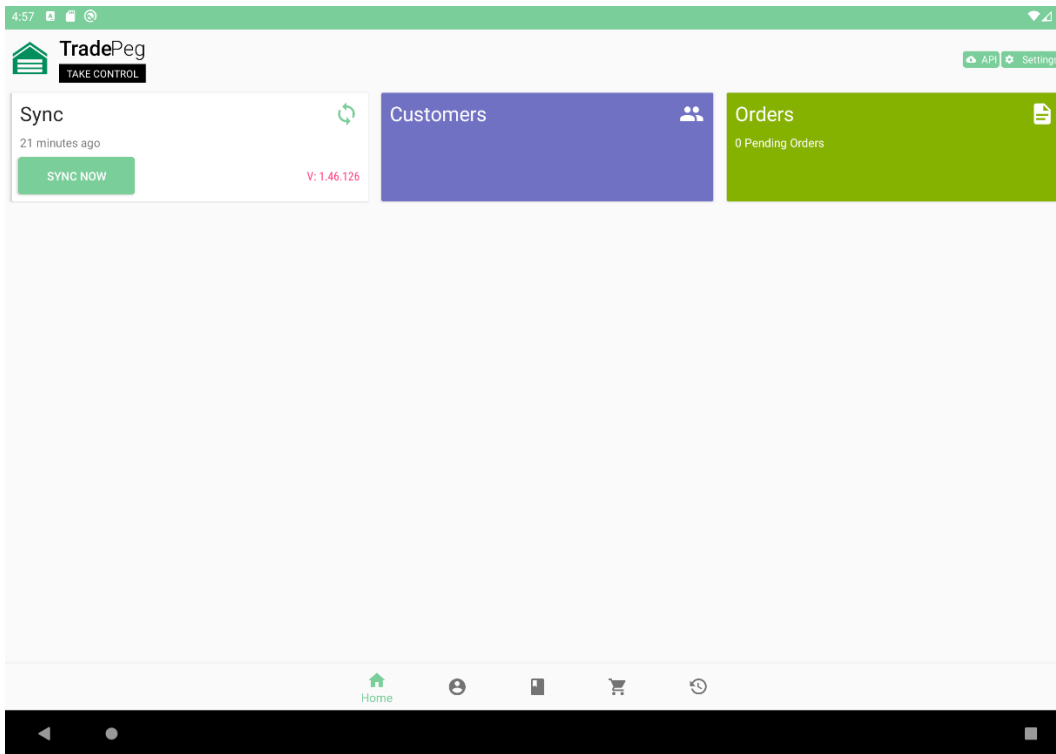 4:57
TradePeg
TAKE CONTROL
API
Settings
Sync
21 minutes ago
SYNC NOW
V: 1.46.126
Customers
Orders
0 Pending Orders
Home